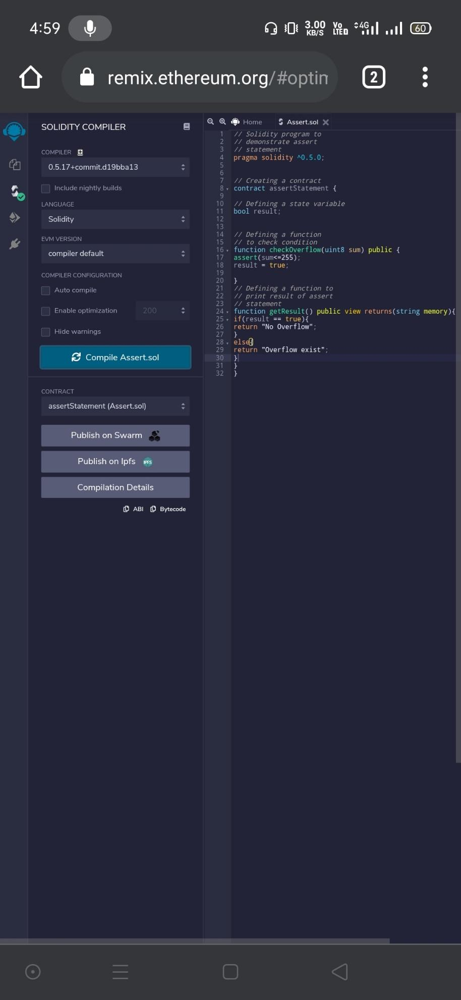 4:59
3.00 KB/S Vo LTE 4G 60
remix.ethereum.org/#optim
2
SOLIDITY COMPILER
COMPILER
0.5.17+commit.d19bba13
Include nightly builds
LANGUAGE
Solidity
EVM VERSION
compiler default
COMPILER CONFIGURATION
Auto compile
Enable optimization 200
Hide warnings
Compile Assert.sol
CONTRACT
assertStatement (Assert.sol)
Publish on Swarm
Publish on Ipfs IPFS
Compilation Details
ABI Bytecode
Home Assert.sol
1 // Solidity program to
2 // demonstrate assert
3 // statement
4 pragma solidity ^0.5.0;
5
6
7 // Creating a contract
8 contract assertStatement {
9
10 // Defining a state variable
11 bool result;
12
13
14 // Defining a function
15 // to check condition
16 function checkOverflow(uint8 sum) public {
17 assert(sum<=255);
18 result = true;
19
20 }
21 // Defining a function to
22 // print result of assert
23 // statement
24 function getResult() public view returns(string memory){
25 if(result == true){
26 return "No Overflow";
27 }
28 else{
29 return "Overflow exist";
30 }
31 }
32 }